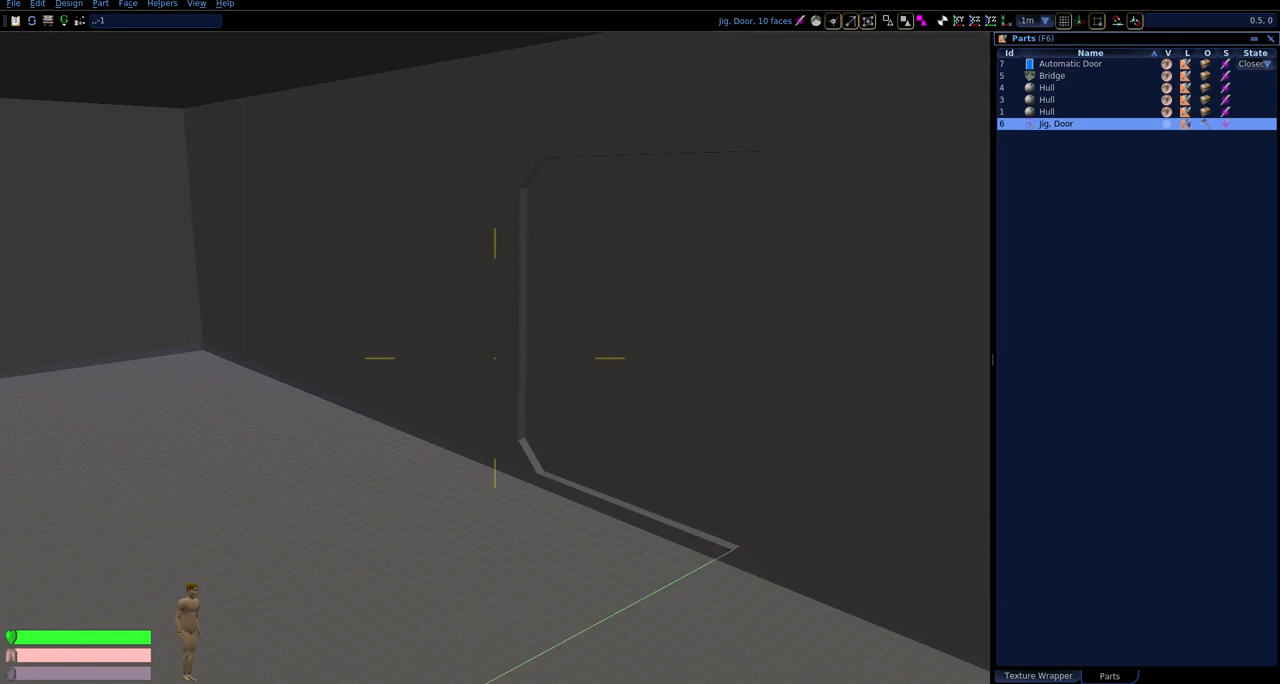 File Edit Design Part Face Helpers View Help
..-1 Jig, Door, 10 faces 1m 0.5, 0
Parts (F6)
Id Name V L O S State
7 Automatic Door Closed
5 Bridge
4 Hull
3 Hull
1 Hull
6 Jig, Door
Texture Wrapper Parts